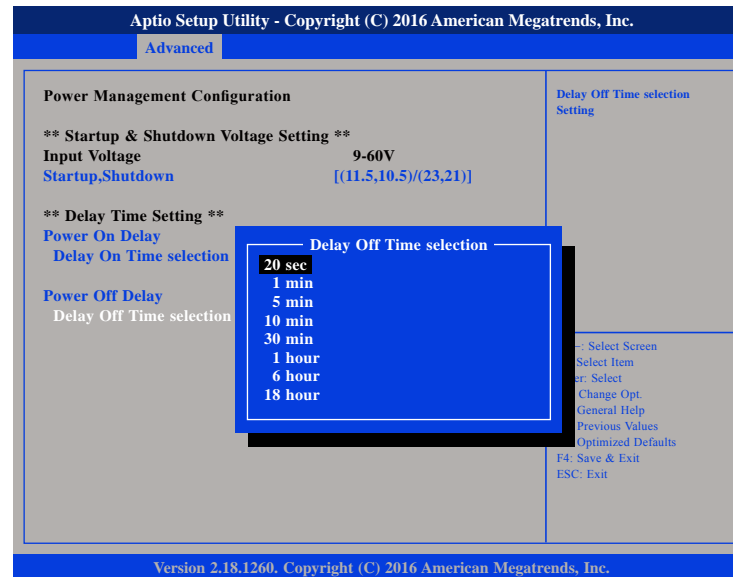 Aptio Setup Utility - Copyright (C) 2016 American Megatrends, Inc.
Advanced
Power Management Configuration
** Startup & Shutdown Voltage Setting **
Input Voltage 9-60V
Startup,Shutdown [(11.5,10.5)/(23,21)]
** Delay Time Setting **
Power On Delay
Delay On Time selection
Power Off Delay
Delay Off Time selection
Delay Off Time selection
20 sec
1 min
5 min
10 min
30 min
1 hour
6 hour
18 hour
Delay Off Time selection
Setting
: Select Screen
Select Item
: Select
Change Opt.
General Help
Previous Values
Optimized Defaults
F4: Save & Exit
ESC: Exit
Version 2.18.1260. Copyright (C) 2016 American Megatrends, Inc.